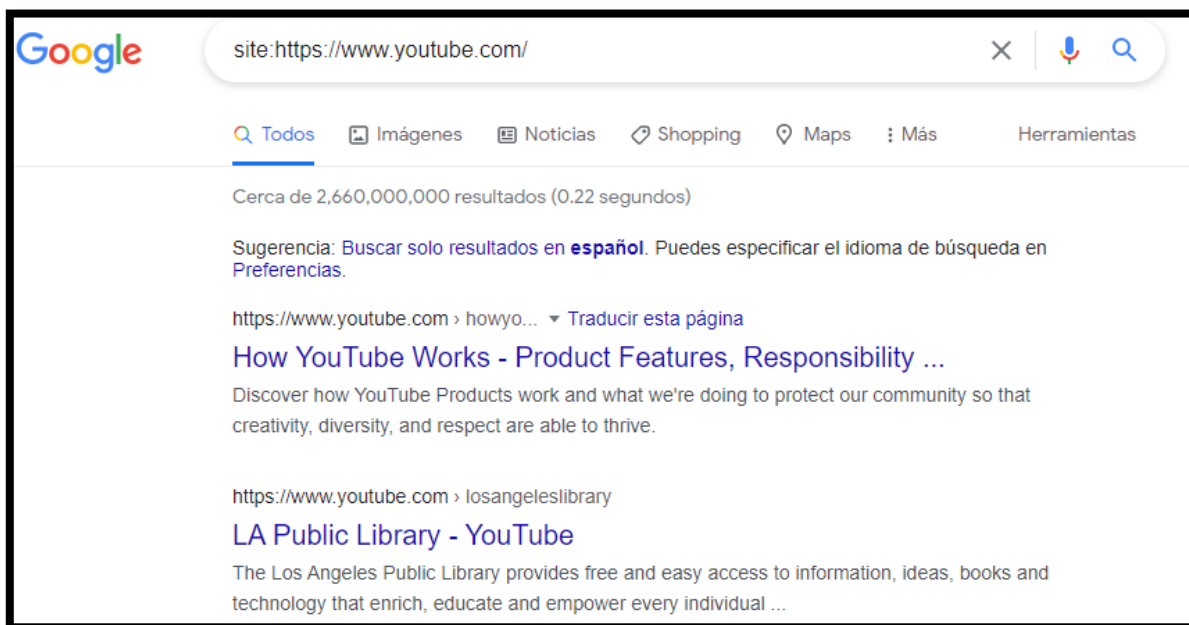 Google
site:https://www.youtube.com/
Todos Imágenes Noticias Shopping Maps Más Herramientas
Cerca de 2,660,000,000 resultados (0.22 segundos)
Sugerencia: Buscar solo resultados en español. Puedes especificar el idioma de búsqueda en
Preferencias.
https://www.youtube.com › howyo... Traducir esta página
How YouTube Works - Product Features, Responsibility ...
Discover how YouTube Products work and what we're doing to protect our community so that
creativity, diversity, and respect are able to thrive.
https://www.youtube.com › losangeleslibrary
LA Public Library - YouTube
The Los Angeles Public Library provides free and easy access to information, ideas, books and
technology that enrich, educate and empower every individual ...